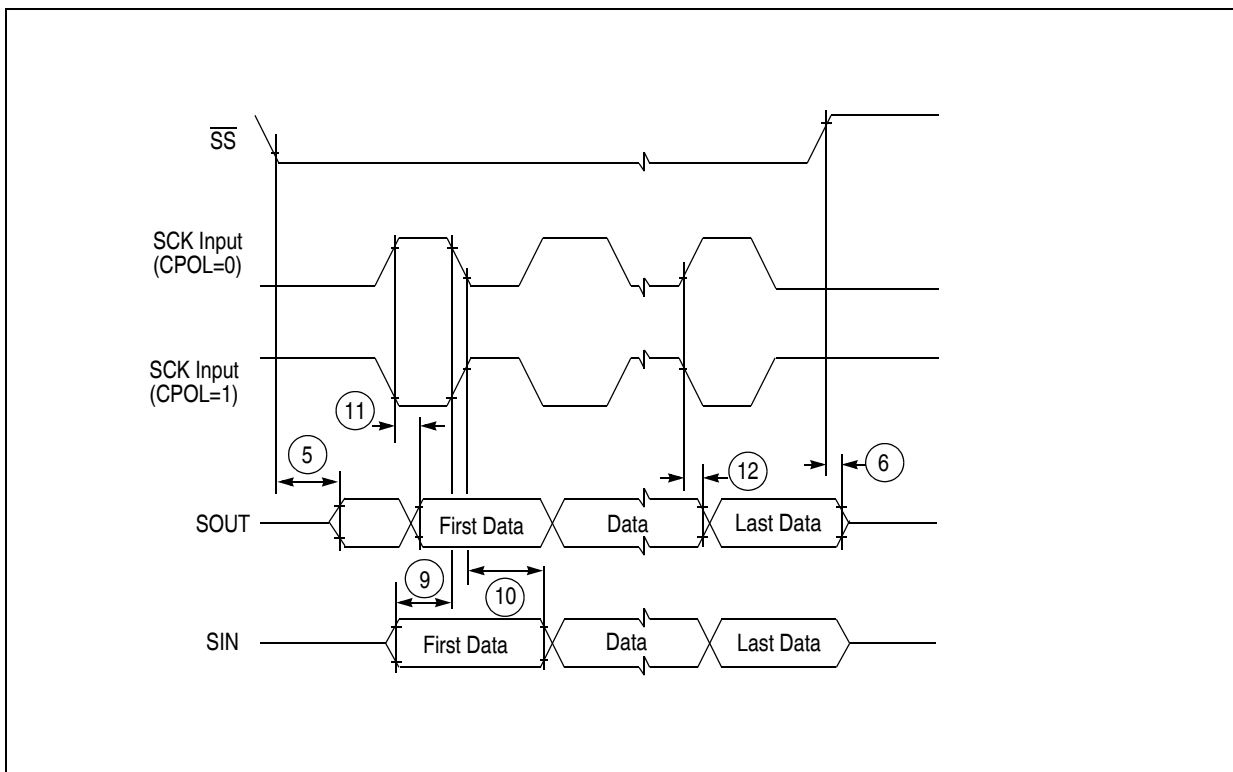 SS
SCK Input
(CPOL=0)
SCK Input
(CPOL=1)
11
5
12
6
SOUT
First Data
Data
Last Data
9
10
SIN
First Data
Data
Last Data